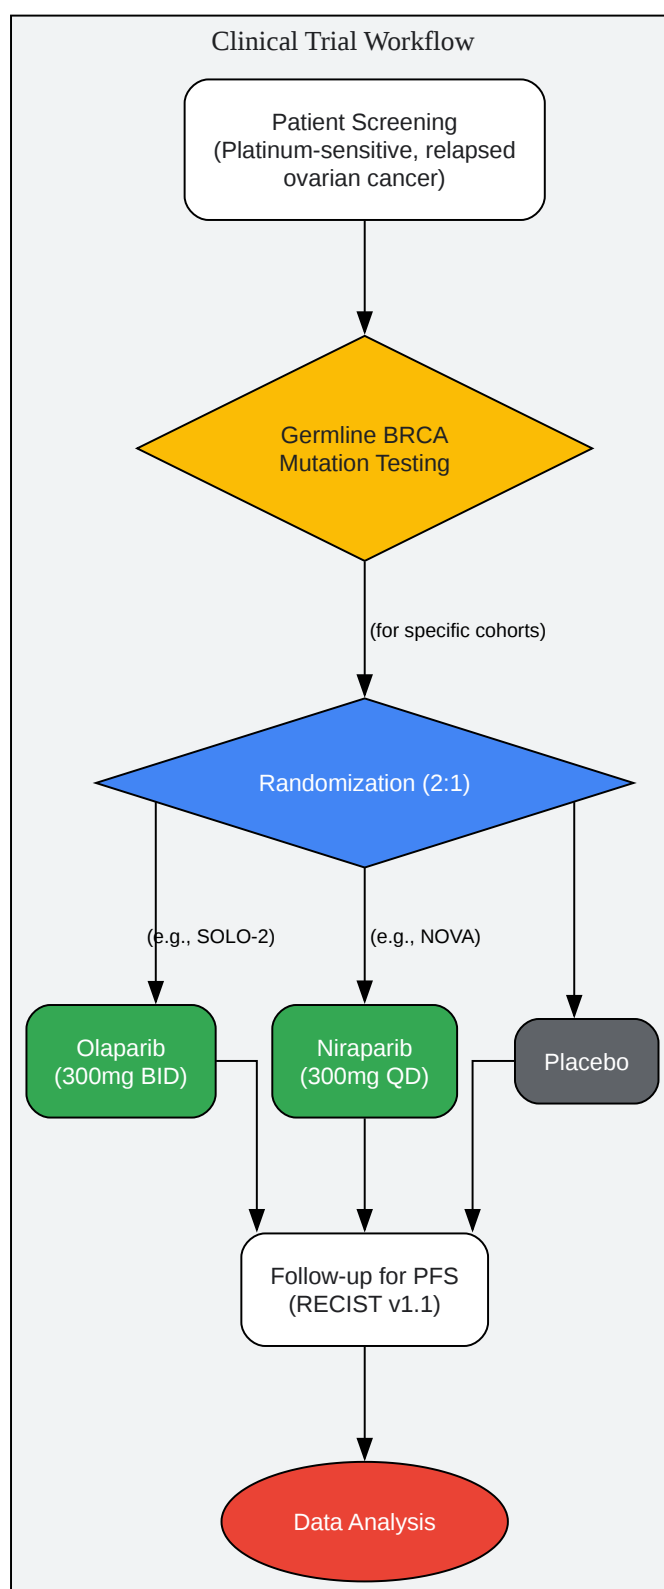 Clinical Trial Workflow
Patient Screening
(Platinum-sensitive, relapsed
ovarian cancer)
Germline BRCA
Mutation Testing
(for specific cohorts)
Randomization (2:1)
(e.g., SOLO-2)
(e.g., NOVA)
Olaparib
(300mg BID)
Niraparib
(300mg QD)
Placebo
Follow-up for PFS
(RECIST v1.1)
Data Analysis